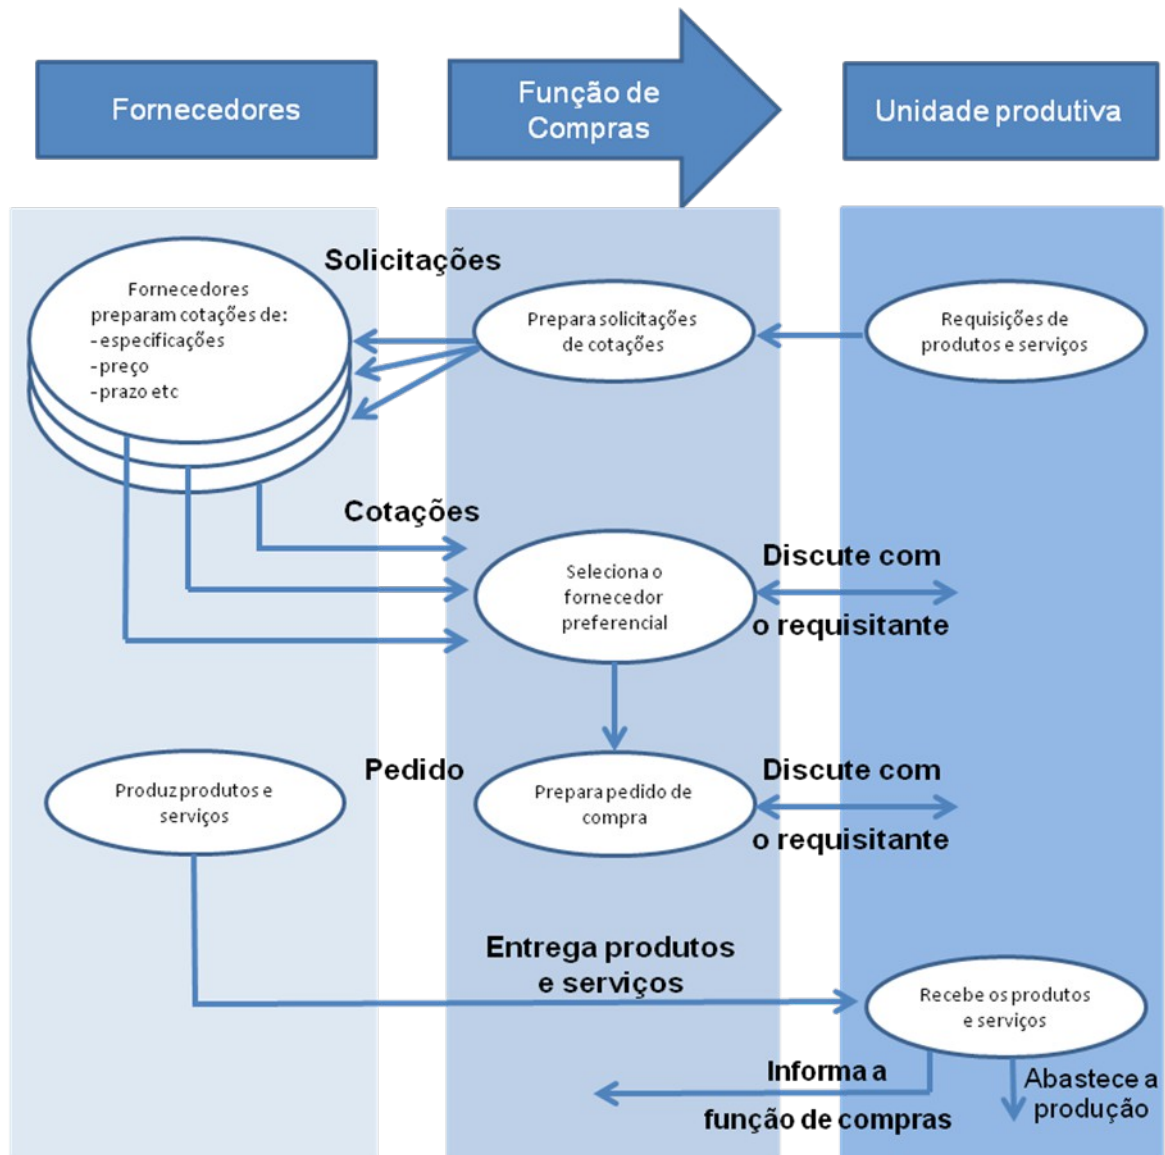 Fornecedores
Função de
Compras
Unidade produtiva
Solicitações
Fornecedores
preparam cotações de:
-especificações
-preço
-prazo etc
Prepara solicitações
de cotações
Requisições de
produtos e serviços
Cotações
Seleciona o
fornecedor
preferencial
Discute com
o requisitante
Pedido
Produz produtos e
serviços
Prepara pedido de
compra
Discute com
o requisitante
Entrega produtos
e serviços
Recebe os produtos
e serviços
Informa a
função de compras
Abastece a
produção